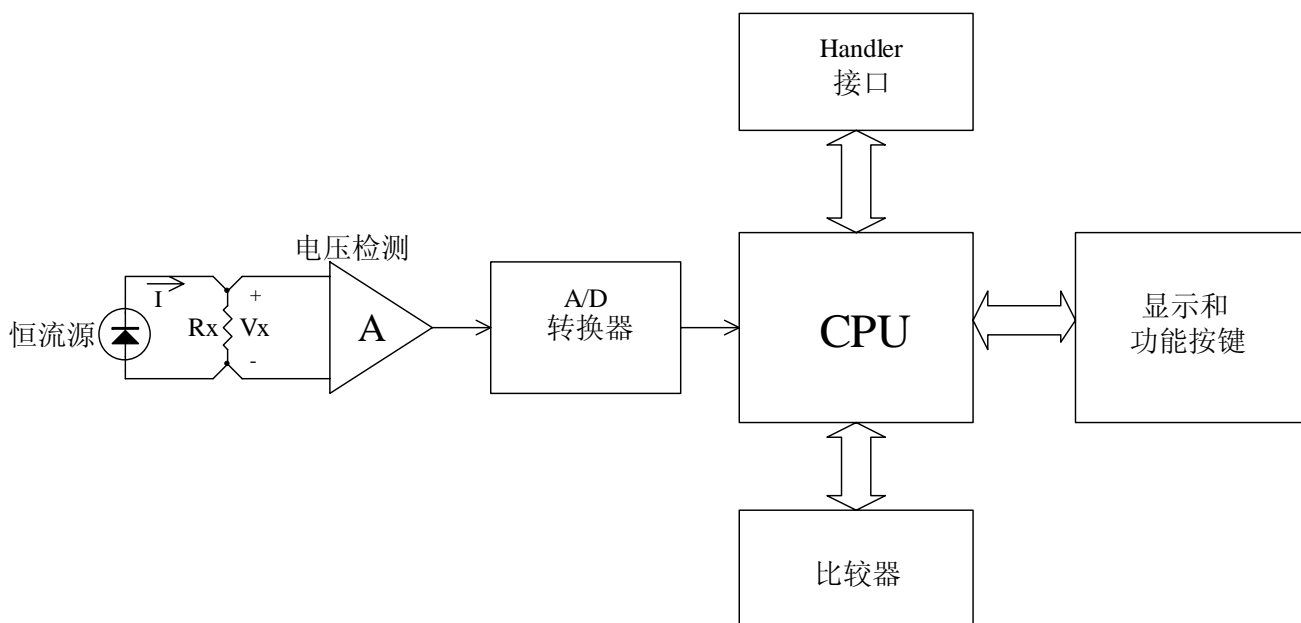 Handler
接口
电压检测
I
恒流源
Rx
+
Vx
-
A
A/D
转换器
CPU
显示和
功能按键
比较器